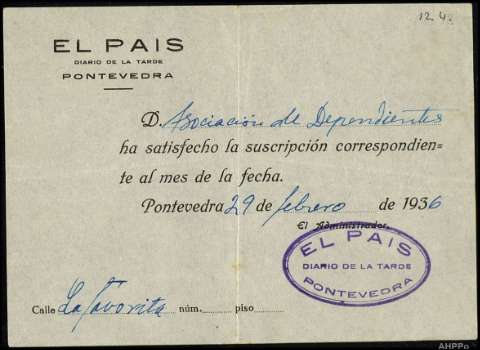 12.4.
EL PAIS
DIARIO DE LA TARDE
PONTEVEDRA
D. Asociación de Dependientes
ha satisfecho la suscripción correspondien-
te al mes de la fecha.
Pontevedra 29 de febrero de 1936
El Administrador,
EL PAIS
DIARIO DE LA TARDE
PONTEVEDRA
Calle La Favorita núm. piso
AHPPo